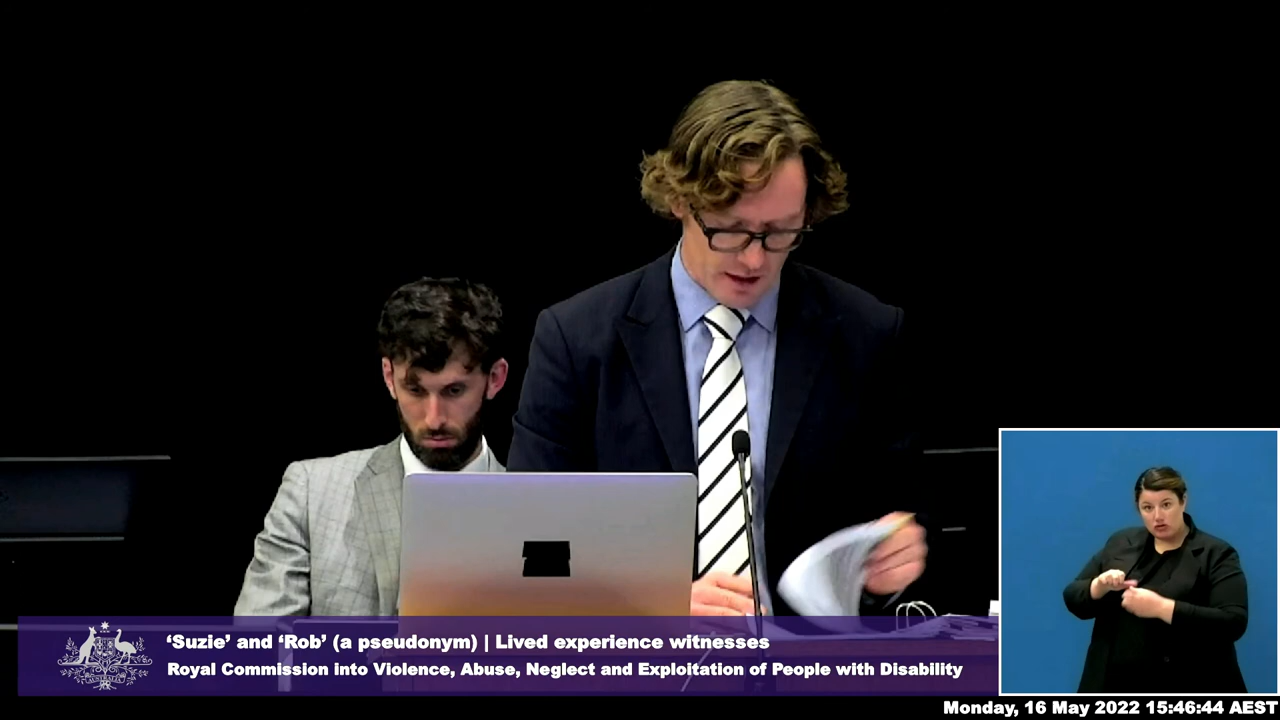 ‘Suzie’ and ‘Rob’ (a pseudonym) | Lived experience witnesses
Royal Commission into Violence, Abuse, Neglect and Exploitation of People with Disability
Monday, 16 May 2022 15:46:44 AEST